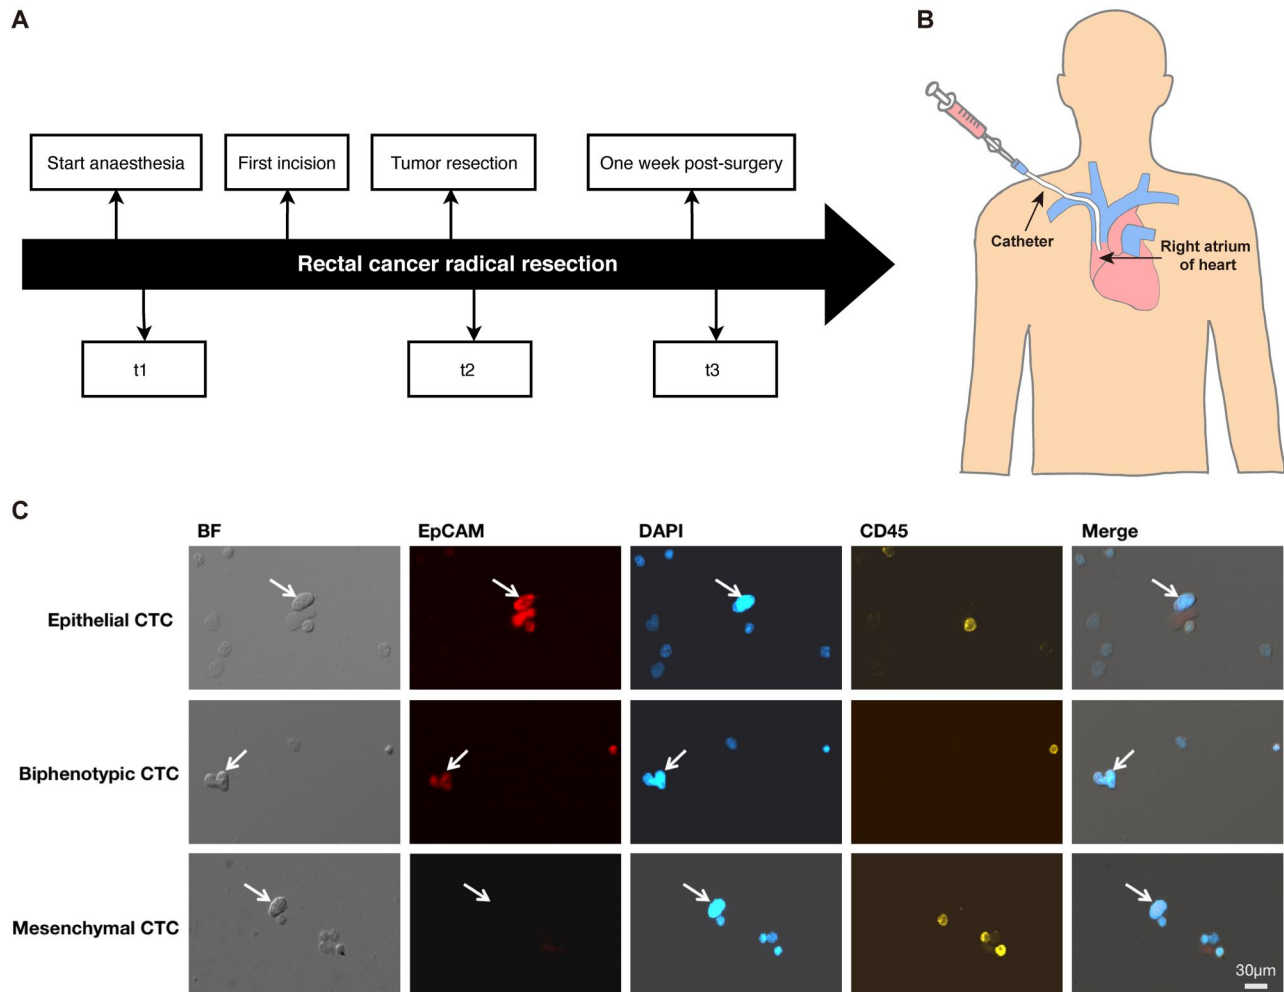 A
B
Start anaesthesia
First incision
Tumor resection
One week post-surgery
Rectal cancer radical resection
t1
t2
t3
Catheter
Right atrium
of heart
C
BF
EpCAM
DAPI
CD45
Merge
Epithelial CTC
Biphenotypic CTC
Mesenchymal CTC
30μm